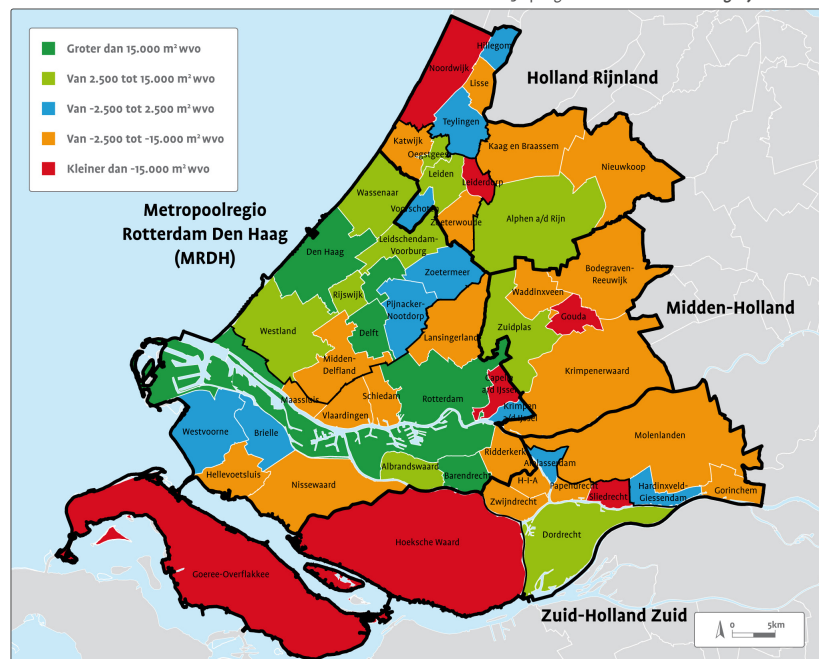 Groter dan 15.000 m² wvo
Van 2.500 tot 15.000 m² wvo
Van -2.500 tot 2.500 m² wvo
Van -2.500 tot -15.000 m² wvo
Kleiner dan -15.000 m² wvo
Holland Rijnland
Metropoolregio
Rotterdam Den Haag
(MRDH)
Midden-Holland
Zuid-Holland Zuid
Hillegom
Noordwijk
Lisse
Teylingen
Katwijk
Oegstgeest
Kaag en Braassem
Nieuwkoop
Leiden
Leiderdorp
Wassenaar
Voorschoten
Zoeterwoude
Alphen a/d Rijn
Den Haag
Leidschendam-
Voorburg
Zoetermeer
Bodegraven-
Reeuwijk
Rijswijk
Pijnacker-
Nootdorp
Waddinxveen
Gouda
Zuidplas
Westland
Delft
Lansingerland
Midden-
Delfland
Krimpenerwaard
Maassluis
Schiedam
Rotterdam
Capelle
a/d IJssel
Vlaardingen
Krimpen
a/d IJssel
Westvoorne
Brielle
Molenlanden
Ridderkerk
Alblasserdam
Albrandswaard
Barendrecht
Hellevoetsluis
Nissewaard
H-I-A
Papendrecht
Sliedrecht
Hardinxveld-
Giessendam
Gorinchem
Zwijndrecht
Dordrecht
Hoeksche Waard
Goeree-Overflakkee
0 5km